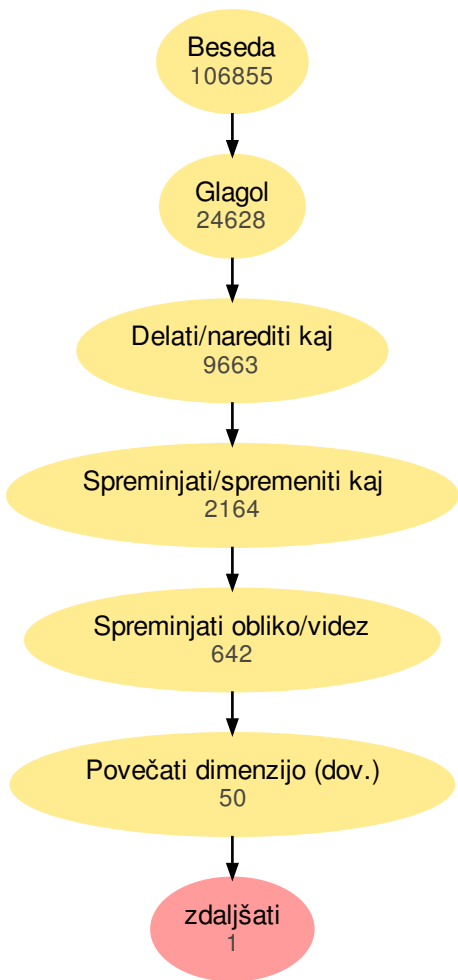 Beseda
106855
Glagol
24628
Delati/narediti kaj
9663
Spreminjati/spremeniti kaj
2164
Spreminjati obliko/videz
642
Povečati dimenzijo (dov.)
50
zdaljšati
1